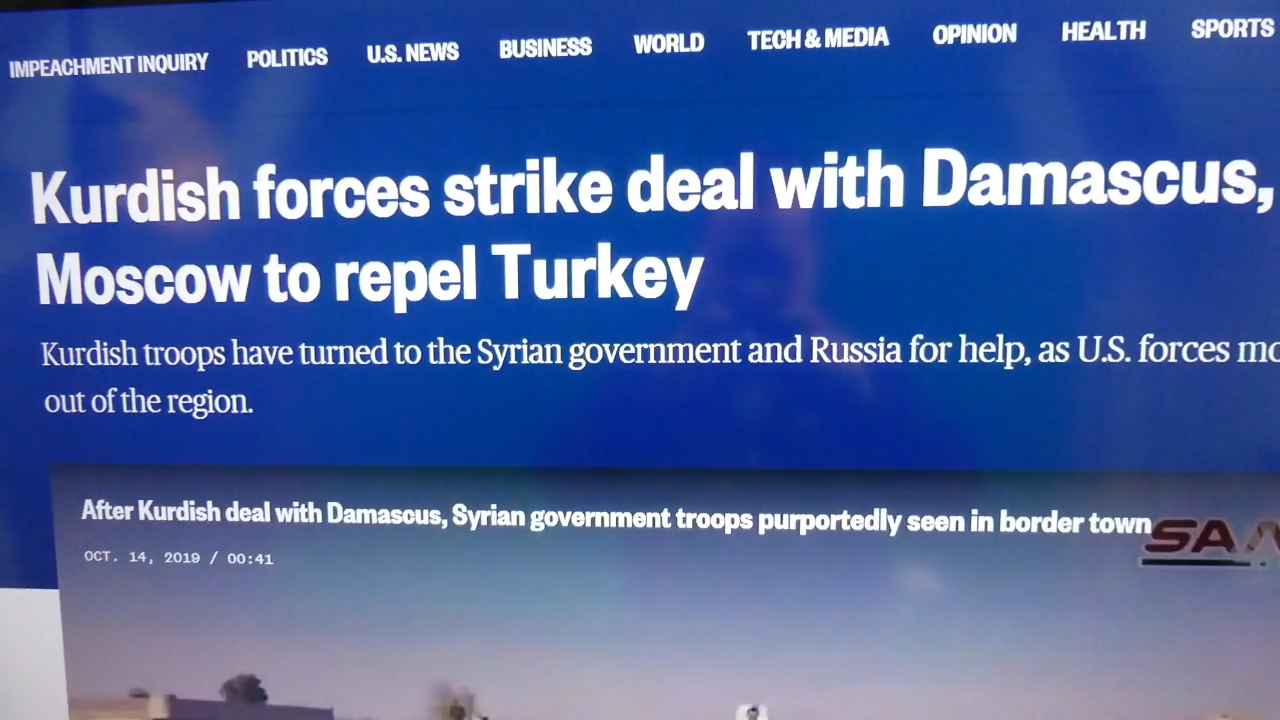 IMPEACHMENT INQUIRY POLITICS U.S. NEWS BUSINESS WORLD TECH & MEDIA OPINION HEALTH SPORTS
Kurdish forces strike deal with Damascus,
Moscow to repel Turkey
Kurdish troops have turned to the Syrian government and Russia for help, as U.S. forces
out of the region.
After Kurdish deal with Damascus, Syrian government troops purportedly seen in border town
OCT. 14, 2019 / 00:41